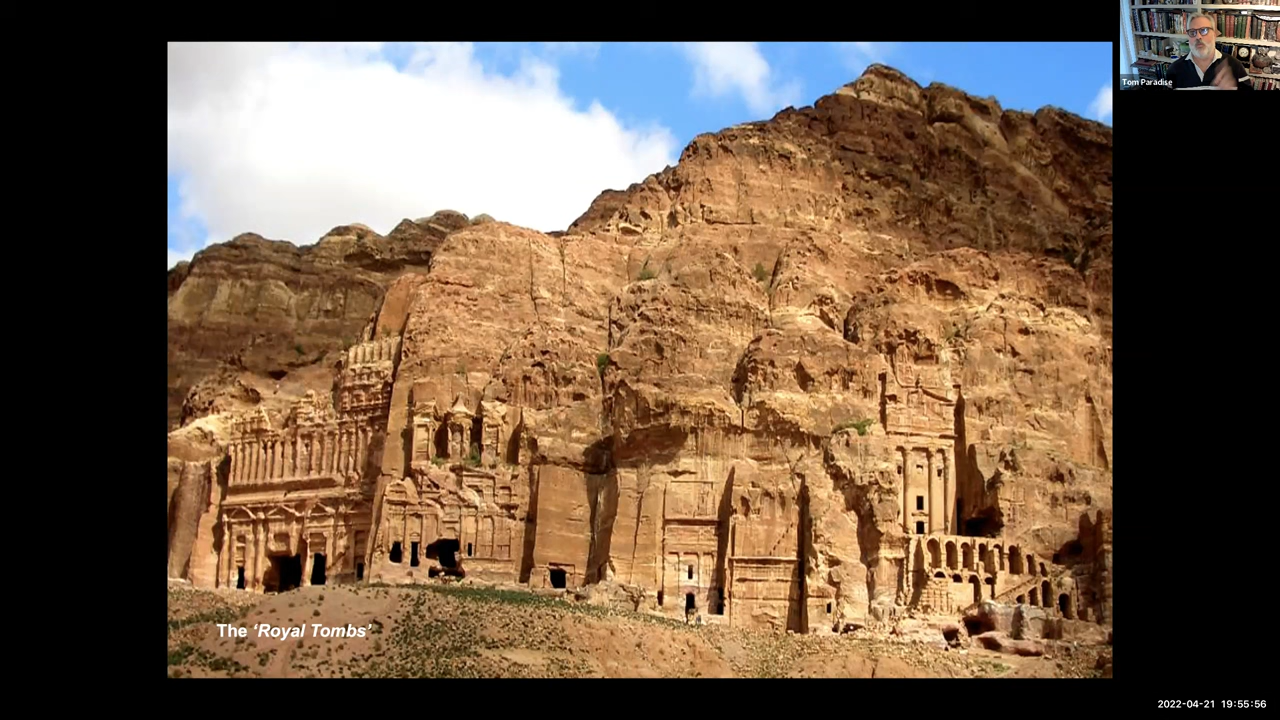 Tom Paradise
The ‘Royal Tombs’
2022-04-21 19:55:56